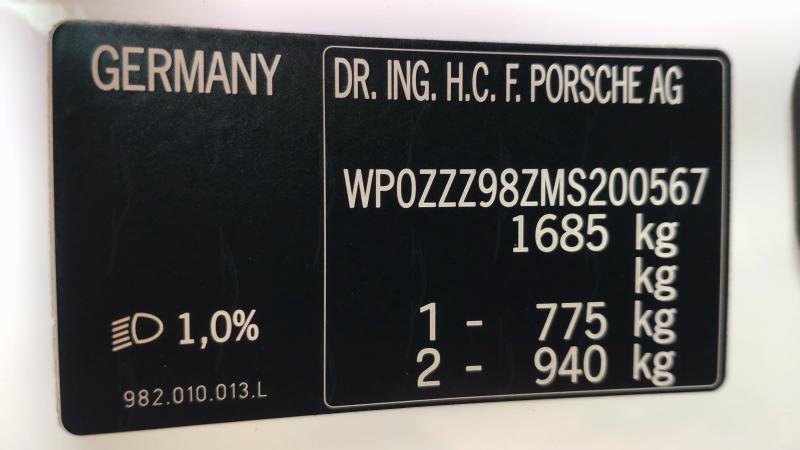 GERMANY
DR. ING. H.C. F. PORSCHE AG
WP0ZZZ98ZMS200567
1685 kg
kg
1 - 775 kg
2 - 940 kg
1,0%
982.010.013.L